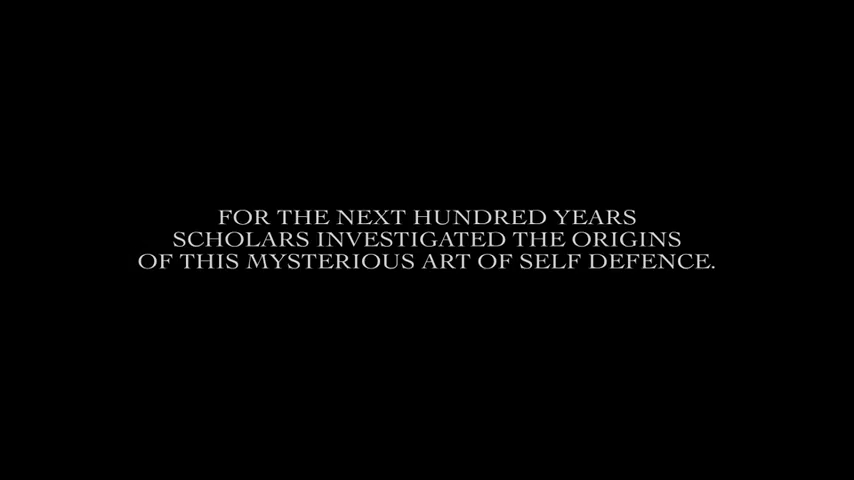 FOR THE NEXT HUNDRED YEARS
SCHOLARS INVESTIGATED THE ORIGINS
OF THIS MYSTERIOUS ART OF SELF DEFENCE.